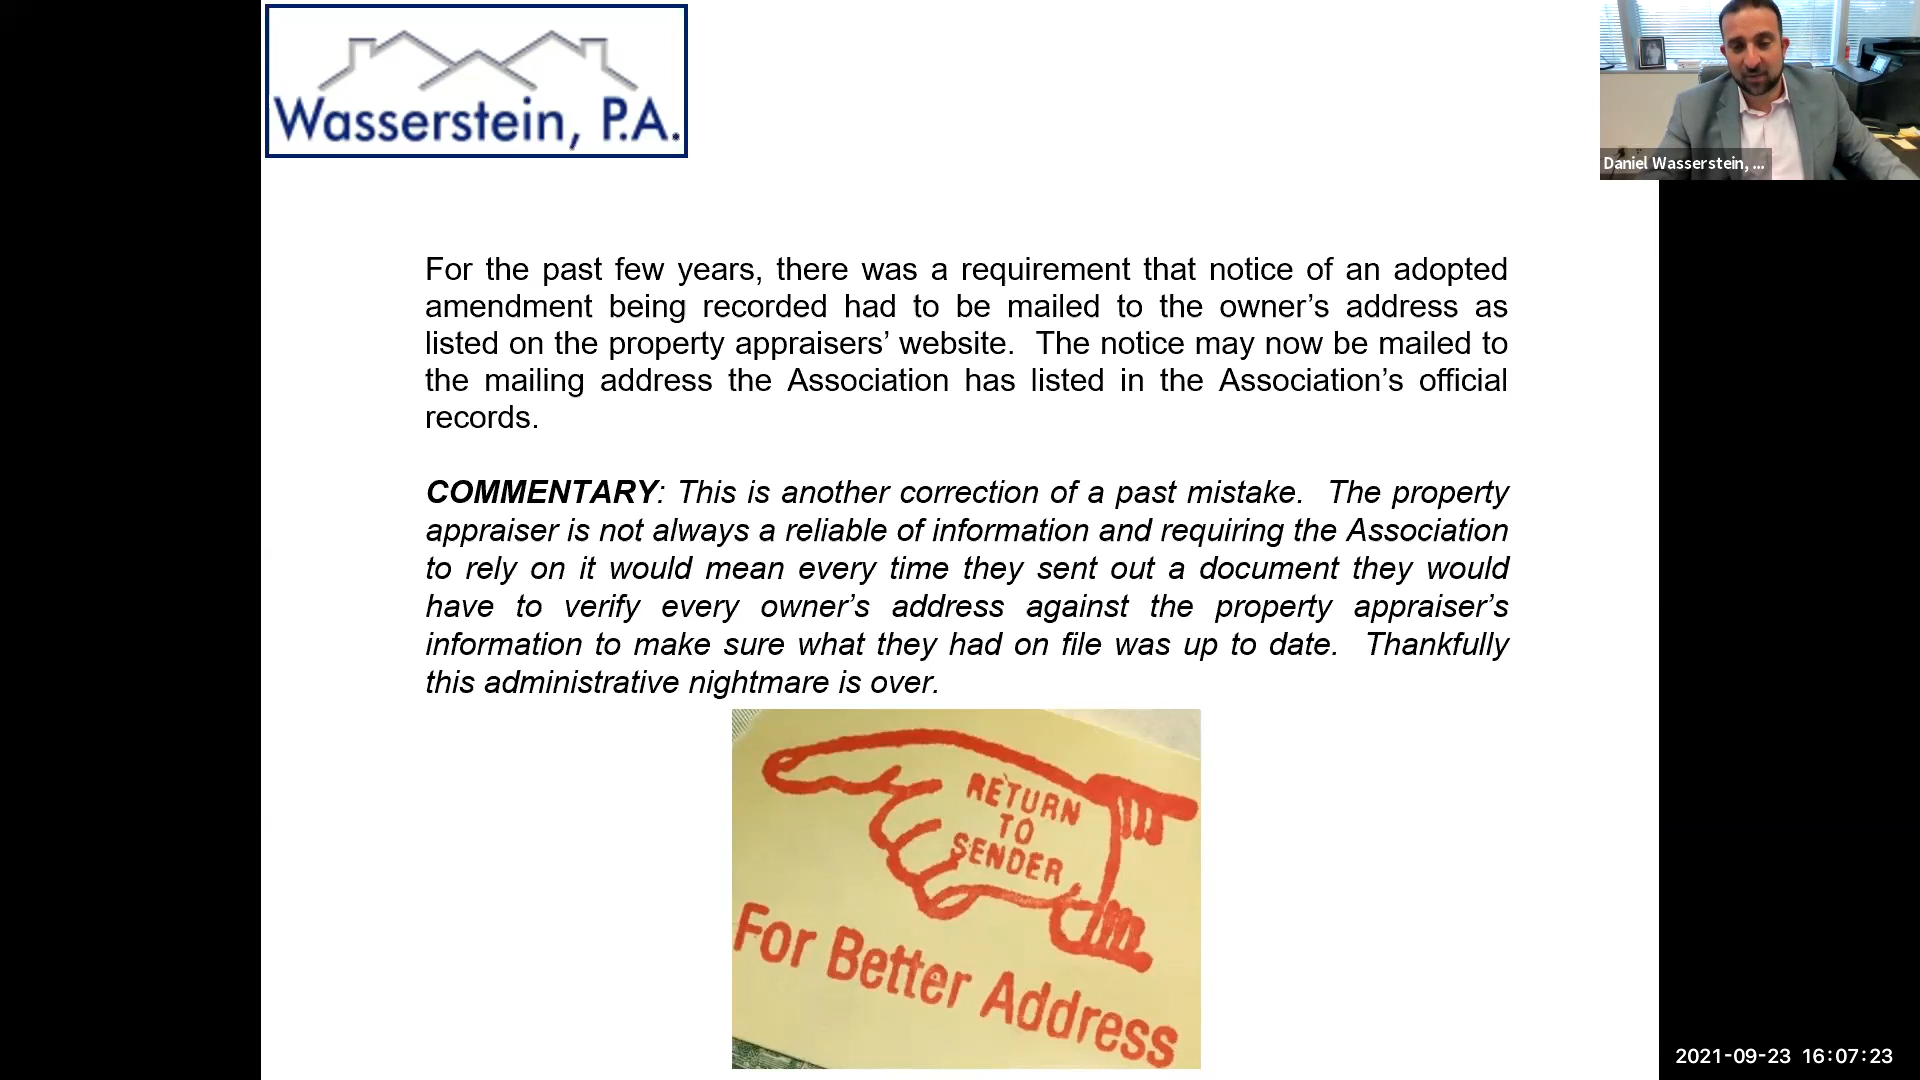 Wasserstein, P.A.
Daniel Wasserstein, ...
For the past few years, there was a requirement that notice of an adopted
amendment being recorded had to be mailed to the owner’s address as
listed on the property appraisers’ website. The notice may now be mailed to
the mailing address the Association has listed in the Association’s official
records.
COMMENTARY: This is another correction of a past mistake. The property
appraiser is not always a reliable of information and requiring the Association
to rely on it would mean every time they sent out a document they would
have to verify every owner’s address against the property appraiser’s
information to make sure what they had on file was up to date. Thankfully
this administrative nightmare is over.
RETURN
TO
SENDER
For Better Address
2021-09-23 16:07:23